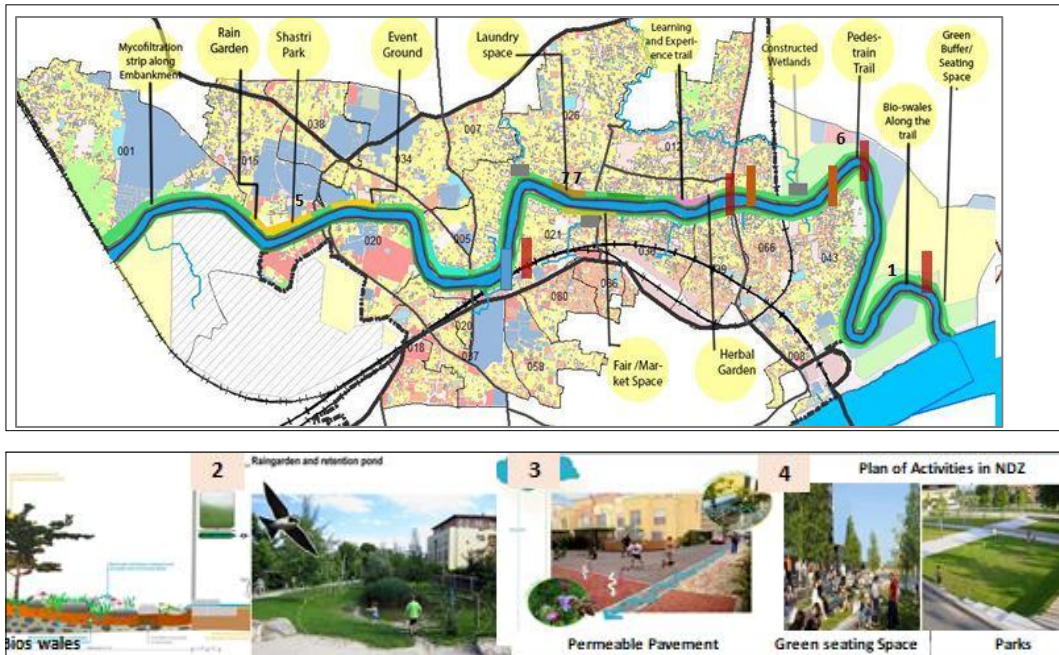 Mycofiltration
strip along
Embankment
Rain
Garden
Shastri
Park
Event
Ground
Laundry
space
Learning
and Experi-
ence trail
Constructed
Wetlands
Pedes-
train
Trail
Green
Buffer/
Seating
Space
Bio-swales
Along the
trail
001
015
038
034
007
026
012
5
020
005
7 7
021
030
039
066
043
6
1
080
086
020
037
018
058
008
Fair /Mar-
ket Space
Herbal
Garden
2
Raingarden and retention pond
3
4
Plan of Activities in NDZ
Bios wales
Permeable Pavement
Green seating Space
Parks